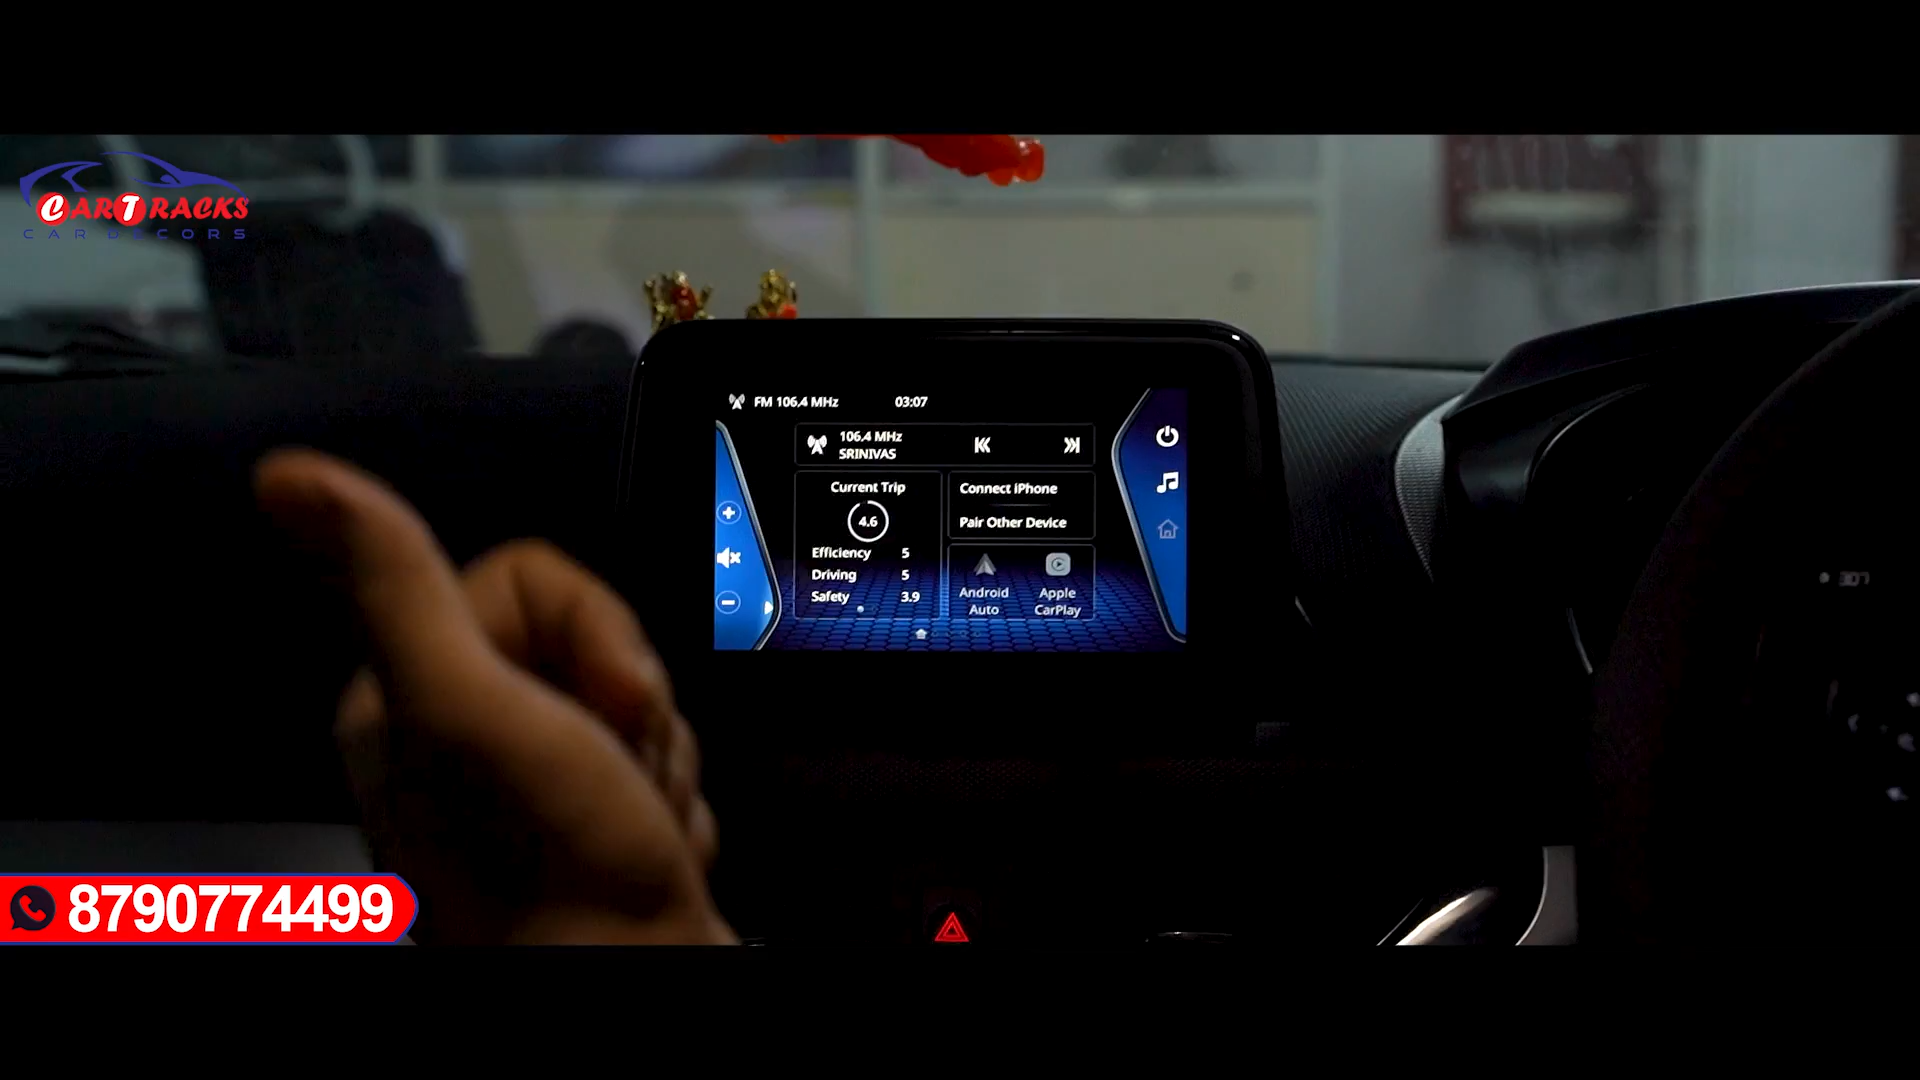 CARTRACKS
CAR DECORS
FM 106.4 MHz 03:07
106.4 MHz
SRINIVAS
Current Trip
4.6
Efficiency 5
Driving 5
Safety 3.9
Connect iPhone
Pair Other Device
Android
Auto
Apple
CarPlay
8790774499